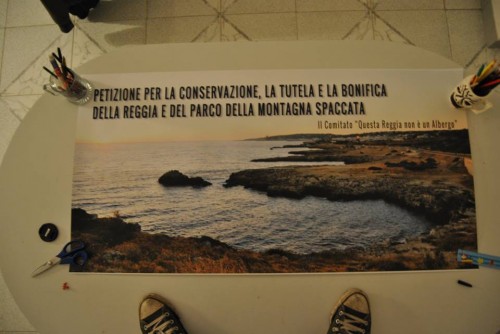 PETIZIONE PER LA CONSERVAZIONE, LA TUTELA E LA BONIFICA
DELLA REGGIA E DEL PARCO DELLA MONTAGNA SPACCATA
Il Comitato "Questa Reggia non è un Albergo"